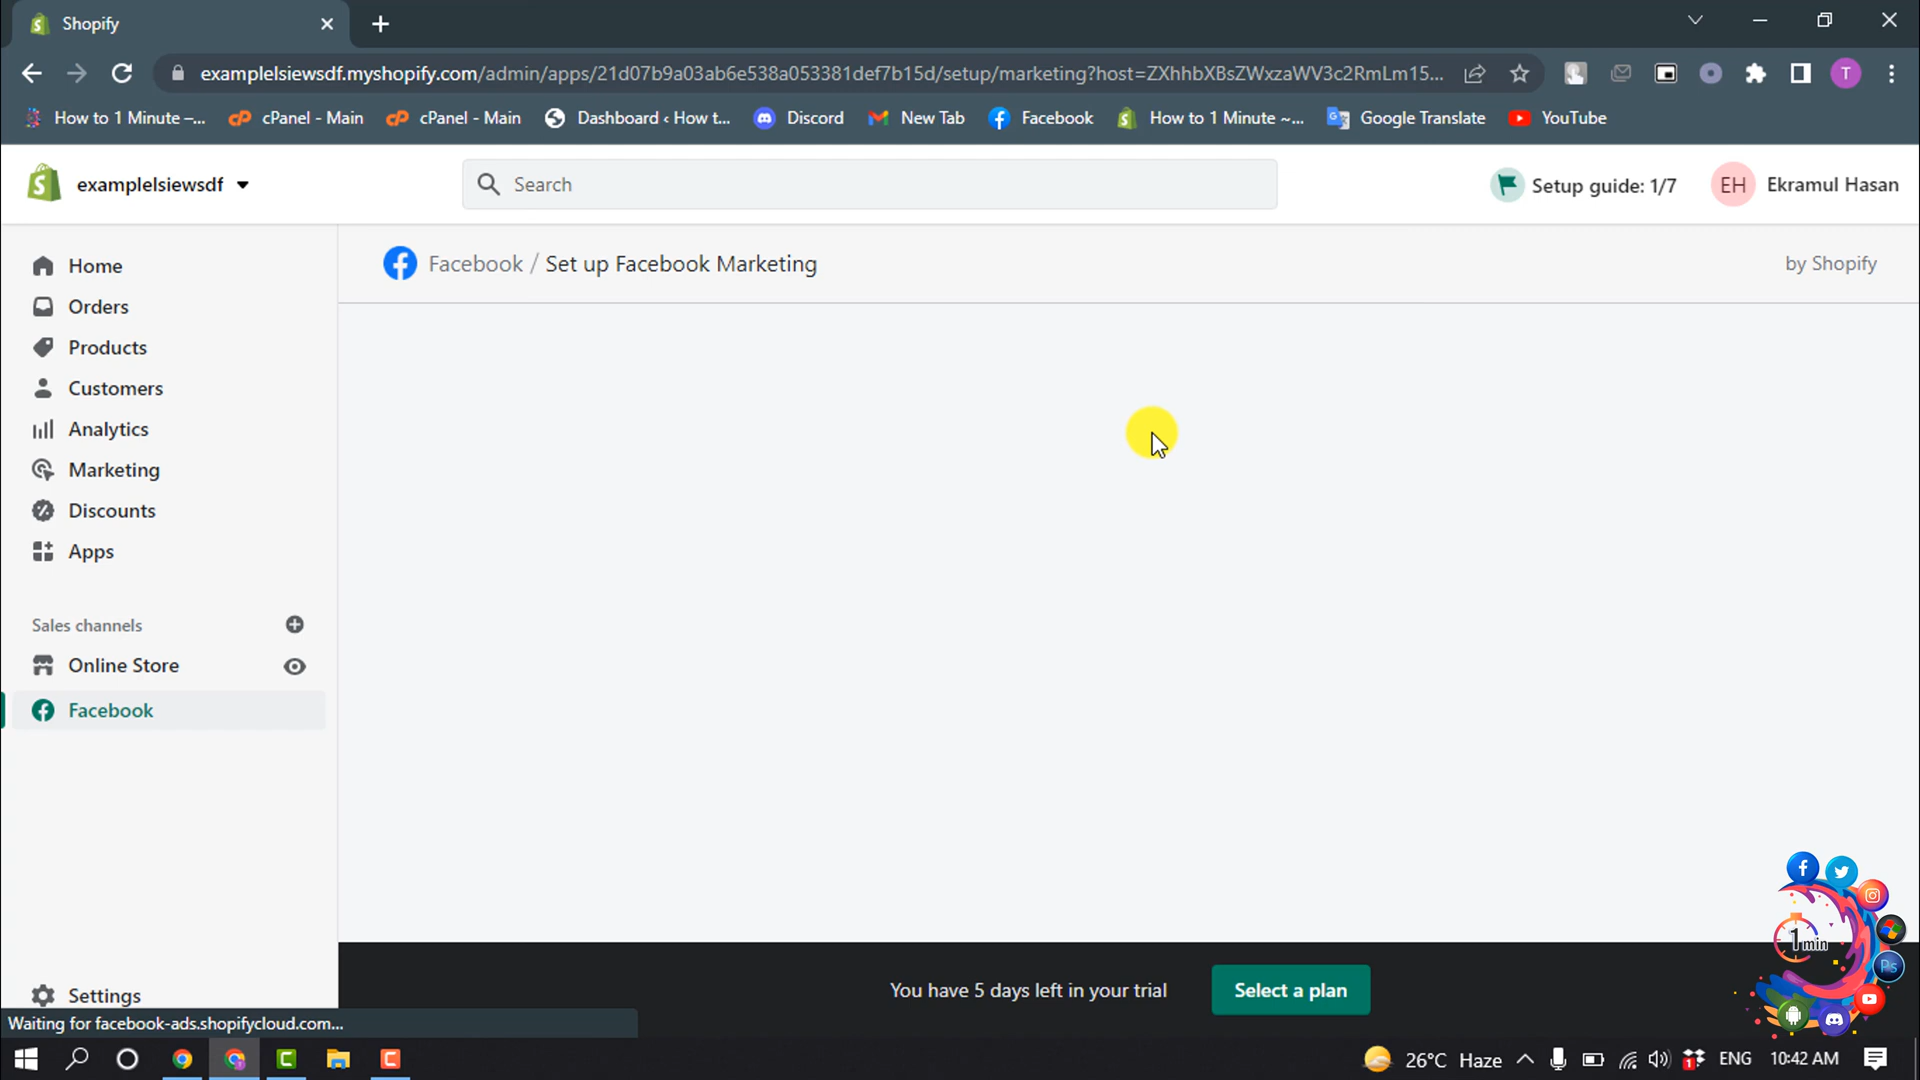 Shopify
examplelsiewsdf.myshopify.com/admin/apps/21d07b9a03ab6e538a053381def7b15d/setup/marketing?host=ZXhhbXBsZWxzaWV3c2RmLm15...
How to 1 Minute –... cPanel - Main cPanel - Main Dashboard ‹ How t... Discord New Tab Facebook How to 1 Minute ~... Google Translate YouTube
examplelsiewsdf Search Setup guide: 1/7 EH Ekramul Hasan
T
Facebook / Set up Facebook Marketing by Shopify
Home
Orders
Products
Customers
Analytics
Marketing
Discounts
Apps
Sales channels
Online Store
Facebook
Settings
You have 5 days left in your trial Select a plan
Waiting for facebook-ads.shopifycloud.com...
1 min
Ps
26°C Haze ENG 10:42 AM